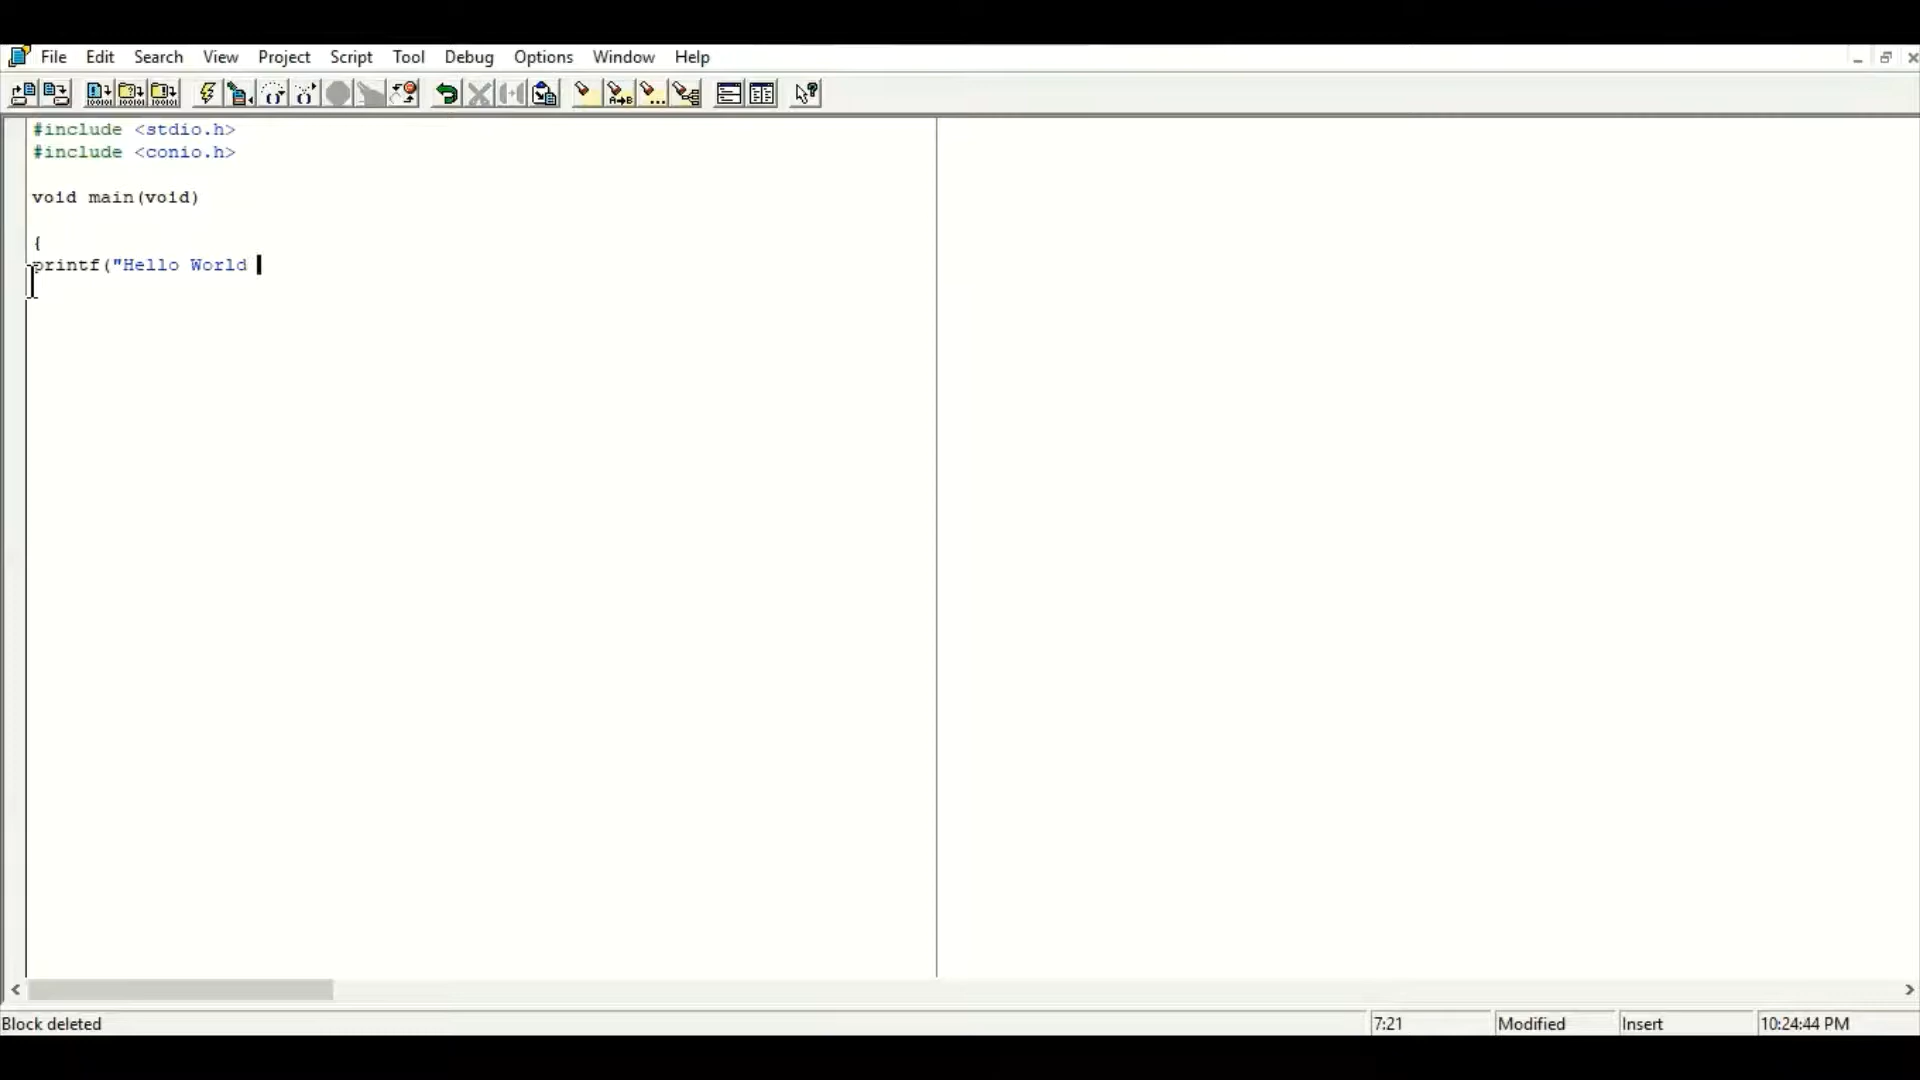 File Edit Search View Project Script Tool Debug Options Window Help
#include <stdio.h>
#include <conio.h>
void main(void)
{
printf("Hello World
Block deleted 7:21 Modified Insert 10:24:44 PM